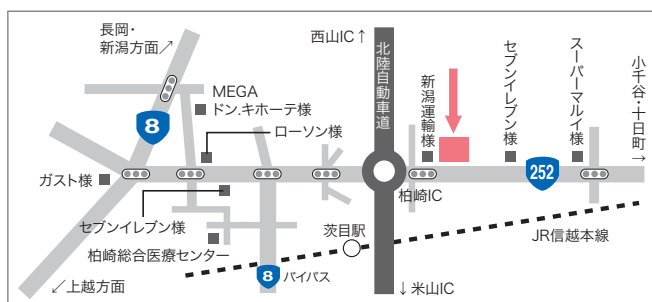 長岡・
新潟方面↗
西山IC↑
北陸自動車道
新潟運輸様
セブンイレブン様
スーパーマルイ様
小千谷・十日町→
MEGA
ドン.キホーテ様
8
ローソン様
ガスト様
柏崎IC
252
セブンイレブン様
茨目駅
JR信越本線
柏崎総合医療センター
8 バイパス
↙上越方面
↓米山IC